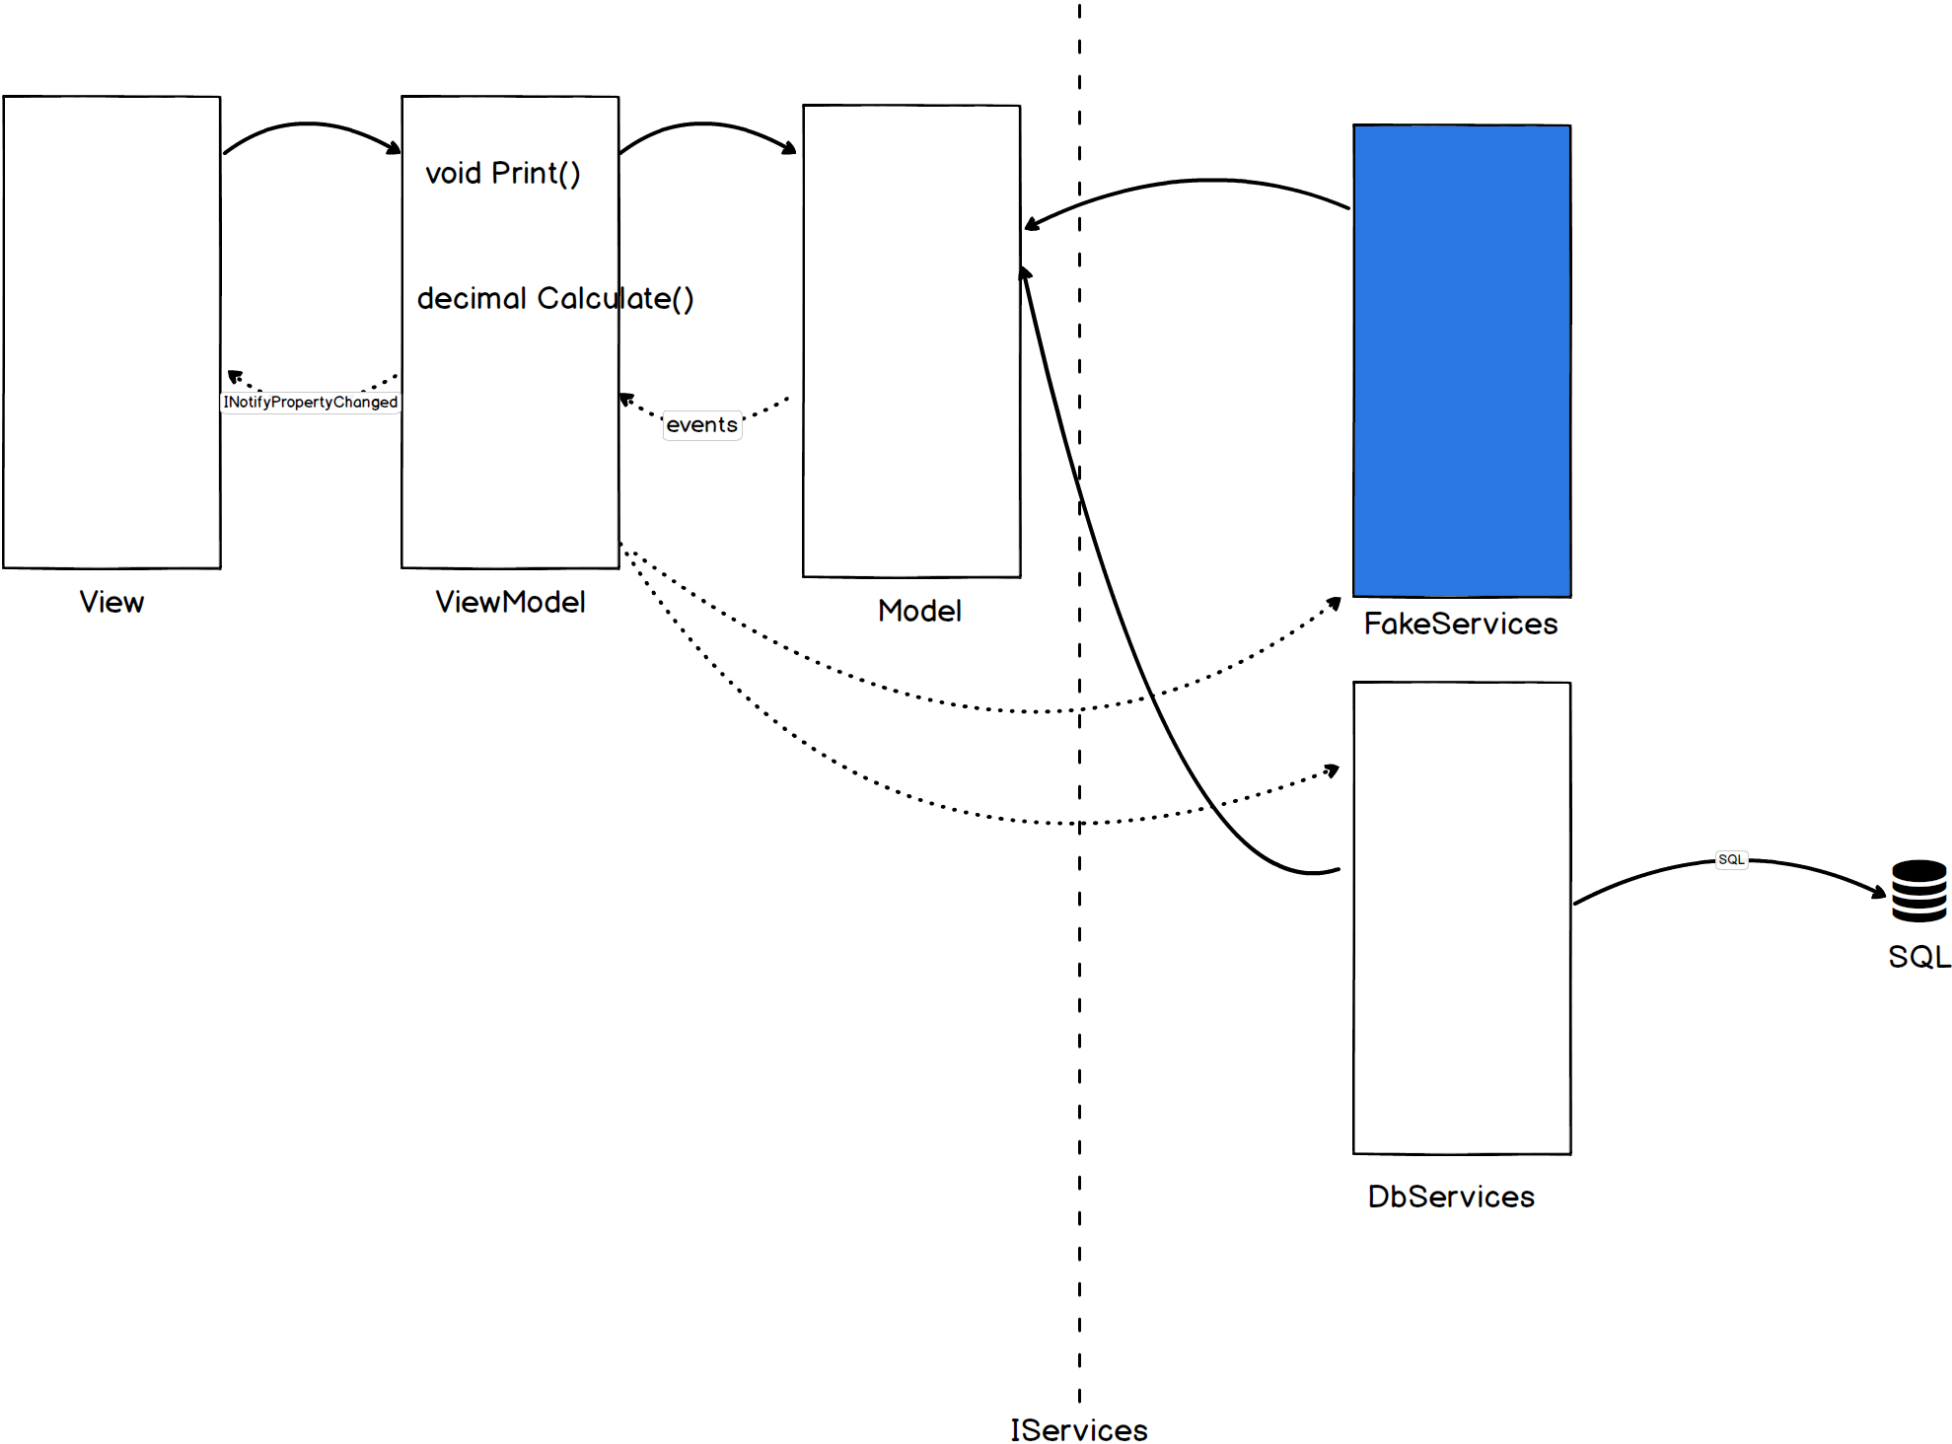 void Print()
decimal Calculate()
INotifyPropertyChanged
events
View
ViewModel
Model
FakeServices
SQL
SQL
DbServices
IServices